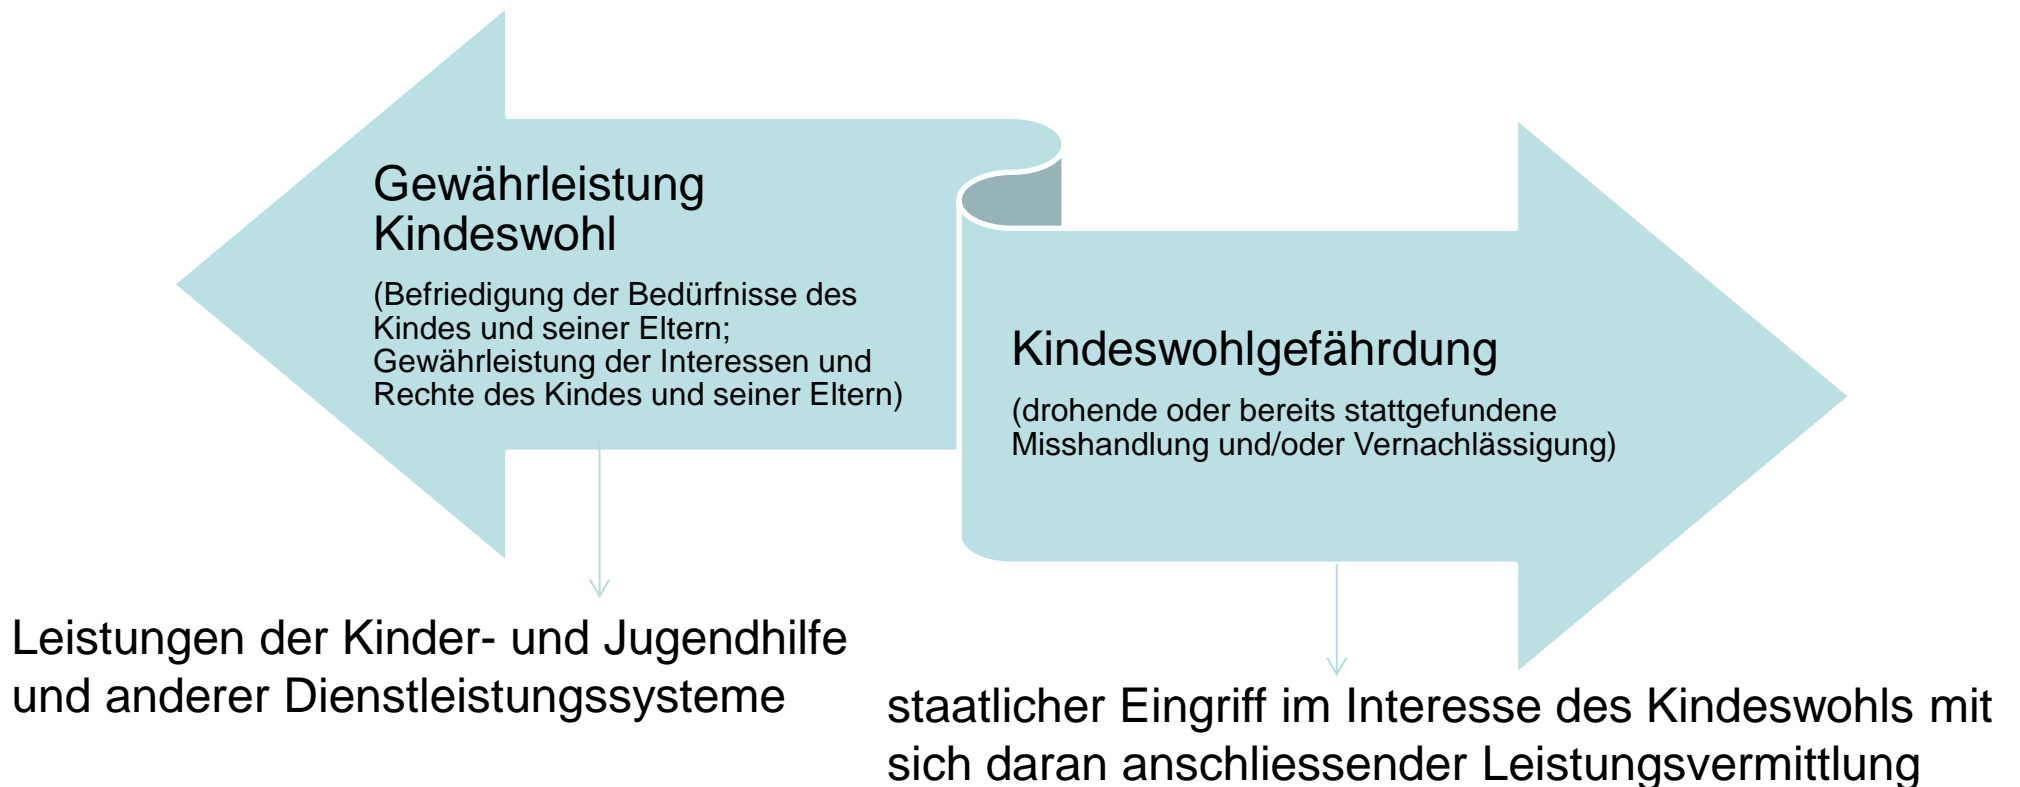 Gewährleistung
Kindeswohl
(Befriedigung der Bedürfnisse des
Kindes und seiner Eltern;
Gewährleistung der Interessen und
Rechte des Kindes und seiner Eltern)
Kindeswohlgefährdung
(drohende oder bereits stattgefundene
Misshandlung und/oder Vernachlässigung)
Leistungen der Kinder- und Jugendhilfe
und anderer Dienstleistungssysteme
staatlicher Eingriff im Interesse des Kindeswohls mit
sich daran anschliessender Leistungsvermittlung